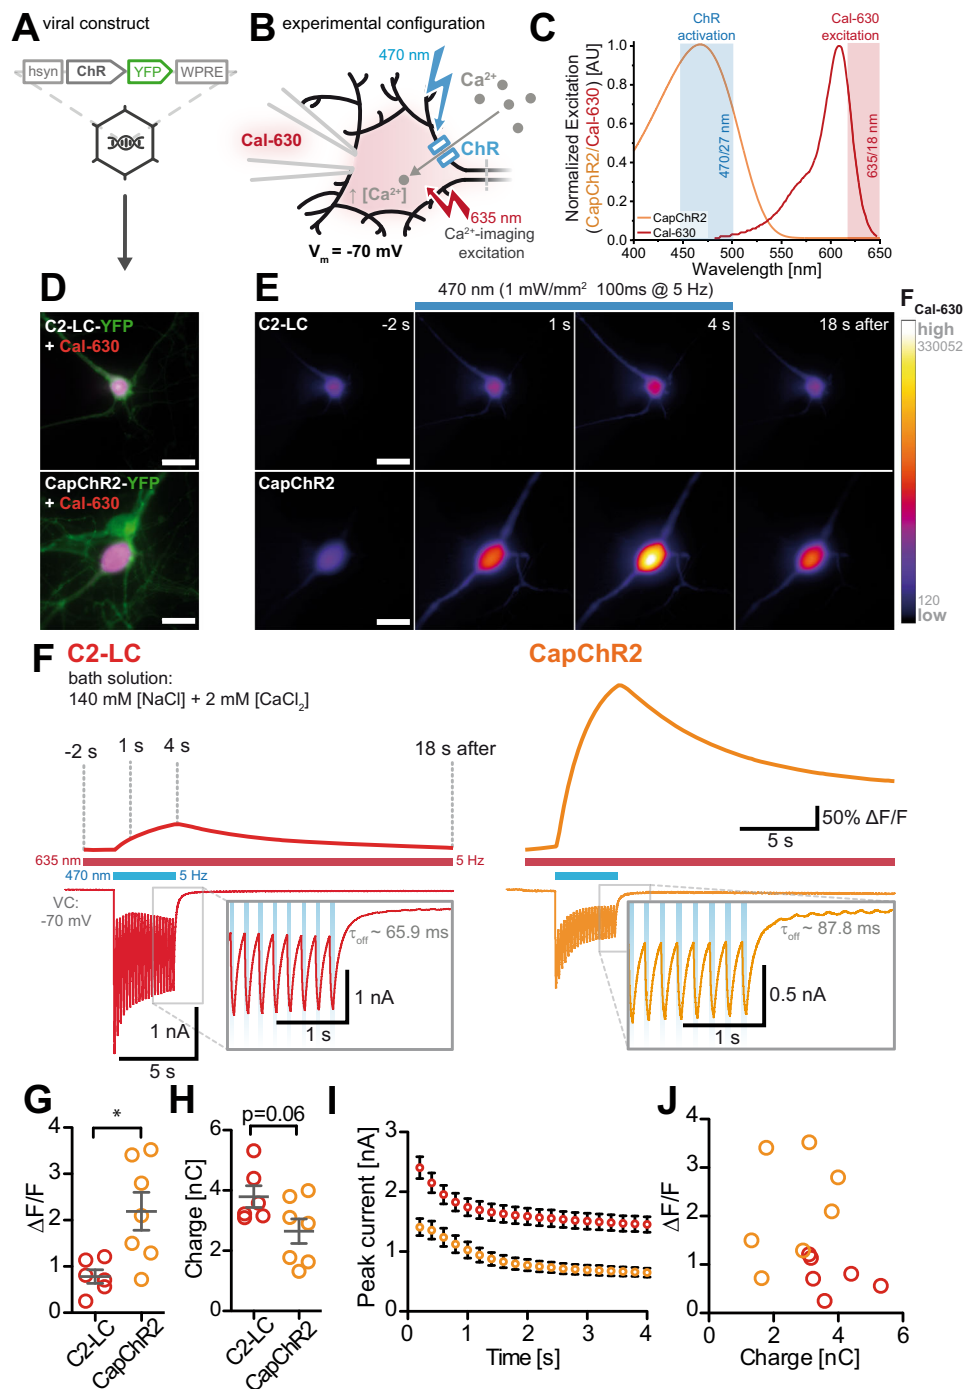 A viral construct
hsyn ChR YFP WPRE
B experimental configuration
470 nm
Ca²⁺
Cal-630
ChR
↑ [Ca²⁺]
635 nm
Ca²⁺-imaging
excitation
Vₘ = -70 mV
C
ChR activation
Cal-630 excitation
Normalized Excitation
(CapChR2/Cal-630) [AU]
1.0
0.8
0.6
0.4
0.2
0.0
470/27 nm
635/18 nm
CapChR2
Cal-630
400 450 500 550 600 650
Wavelength [nm]
D
C2-LC-YFP
+ Cal-630
CapChR2-YFP
+ Cal-630
E
470 nm (1 mW/mm² 100ms @ 5 Hz)
C2-LC -2 s 1 s 4 s 18 s after
CapChR2
F Cal-630
high
330052
120
low
F C2-LC
bath solution:
140 mM [NaCl] + 2 mM [CaCl₂]
CapChR2
-2 s 1 s 4 s 18 s after
50% ΔF/F
5 s
635 nm 5 Hz
470 nm 5 Hz
VC:
-70 mV
τoff ~ 65.9 ms
1 nA
1 s
1 nA
5 s
τoff ~ 87.8 ms
0.5 nA
1 s
G
ΔF/F
4
3
2
1
0
*
C2-LC
CapChR2
H
Charge [nC]
6
4
2
0
p=0.06
C2-LC
CapChR2
I
Peak current [nA]
3
2
1
0
0 1 2 3 4
Time [s]
J
ΔF/F
4
3
2
1
0
0 2 4 6
Charge [nC]